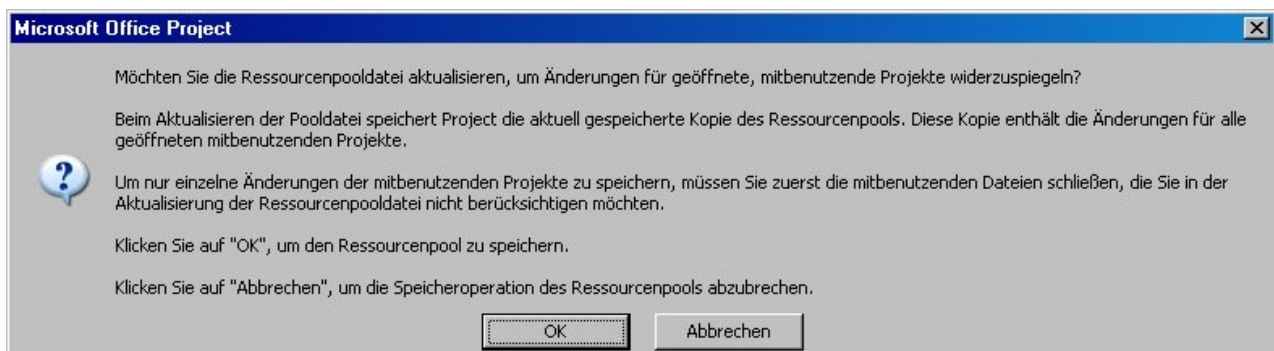 Microsoft Office Project
Möchten Sie die Ressourcenpooldatei aktualisieren, um Änderungen für geöffnete, mitbenutzende Projekte widerzuspiegeln?
Beim Aktualisieren der Pooldatei speichert Project die aktuell gespeicherte Kopie des Ressourcenpools. Diese Kopie enthält die Änderungen für alle
geöffneten mitbenutzenden Projekte.
Um nur einzelne Änderungen der mitbenutzenden Projekte zu speichern, müssen Sie zuerst die mitbenutzenden Dateien schließen, die Sie in der
Aktualisierung der Ressourcenpooldatei nicht berücksichtigen möchten.
Klicken Sie auf "OK", um den Ressourcenpool zu speichern.
Klicken Sie auf "Abbrechen", um die Speicheroperation des Ressourcenpools abzubrechen.
OK Abbrechen